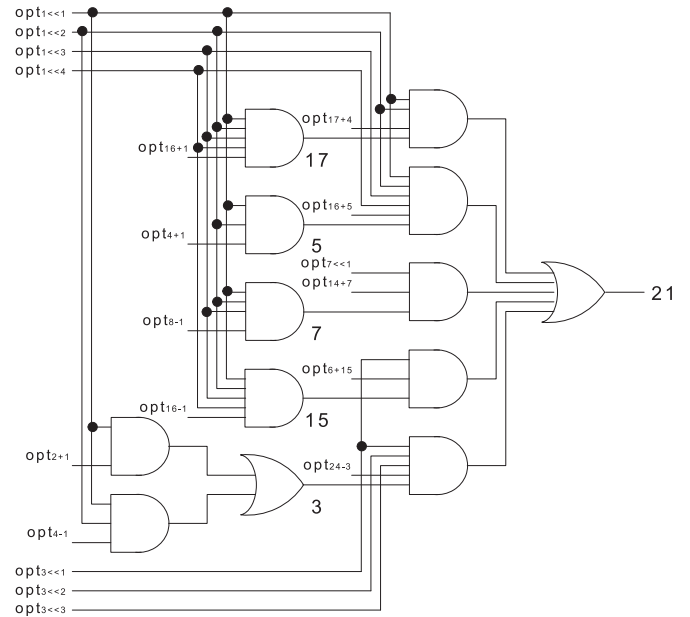 opt1<<1
opt1<<2
opt1<<3
opt1<<4
opt17+4
opt16+1
17
opt16+5
opt4+1
5
opt7<<1
opt14+7
21
opt8-1
7
opt6+15
opt16-1
15
opt2+1
opt24-3
3
opt4-1
opt3<<1
opt3<<2
opt3<<3